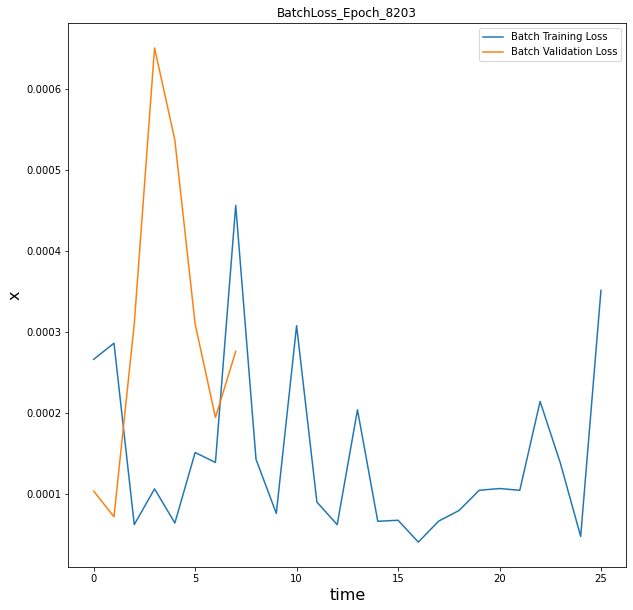 BatchLoss_Epoch_8203
Batch Training Loss
Batch Validation Loss
0.0006
0.0005
0.0004
0.0003
0.0002
0.0001
x
0 5 10 15 20 25
time